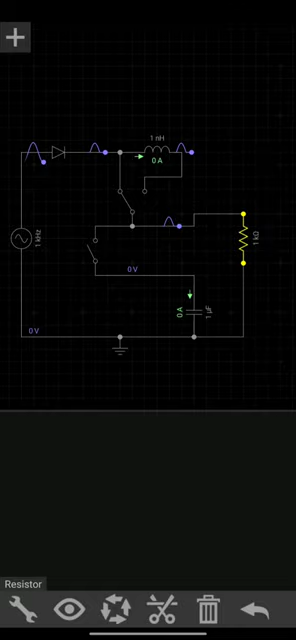 1 nH
0 A
1 kHz
1 kΩ
0 V
0 A
1 µF
0 V
Resistor